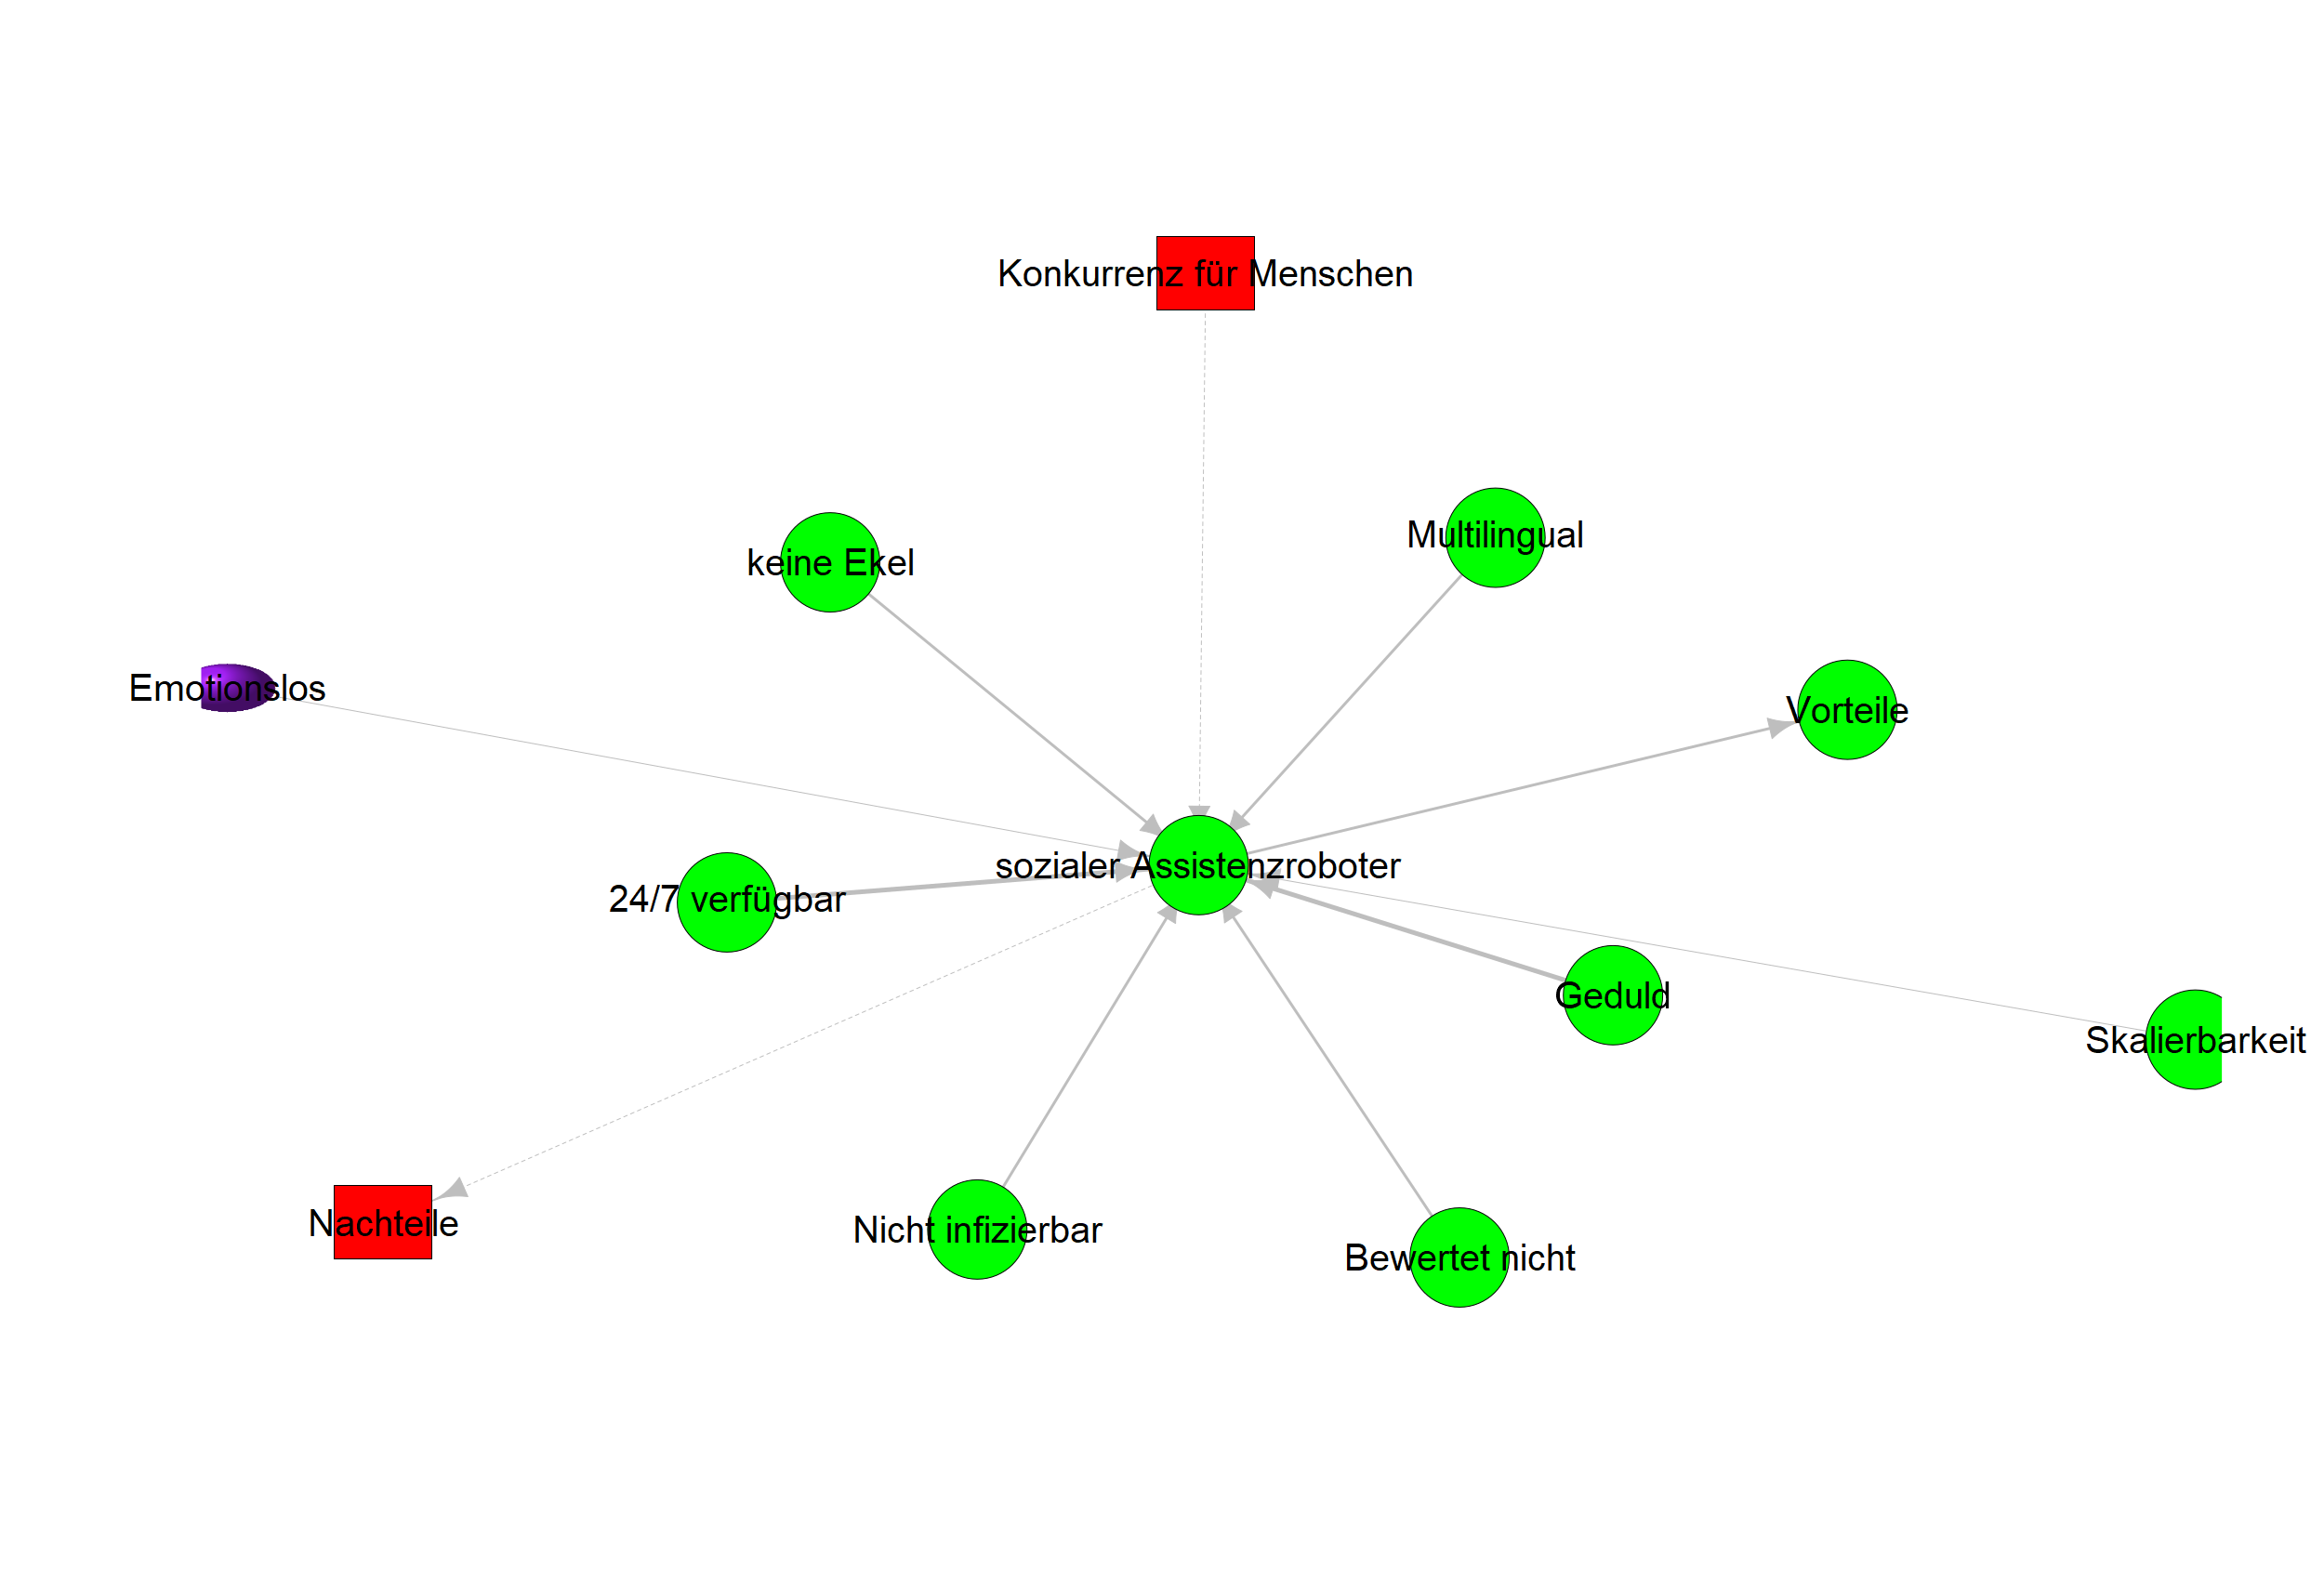 Konkurrenz für Menschen
Multilingual
keine Ekel
Emotionslos
Vorteile
sozialer Assistenzroboter
24/7 verfügbar
Geduld
Skalierbarkeit
Nachteile
Nicht infizierbar
Bewertet nicht